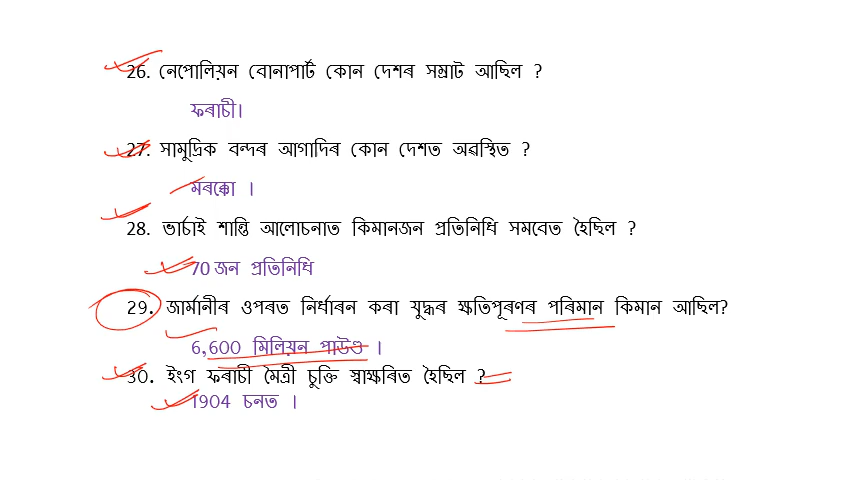 26. নেপোলিয়ন বোনাপাৰ্ট কোন দেশৰ সম্ৰাট আছিল ?
ফৰাচী।
27. সামুদ্ৰিক বন্দৰ আগাদিৰ কোন দেশত অৱস্থিত ?
মৰক্কো ।
28. ভাৰ্চাই শান্তি আলোচনাত কিমানজন প্ৰতিনিধি সমবেত হৈছিল ?
70 জন প্ৰতিনিধি
29. জাৰ্মানীৰ ওপৰত নিৰ্ধাৰন কৰা যুদ্ধৰ ক্ষতিপূৰণৰ পৰিমান কিমান আছিল?
6,600 মিলিয়ন পাউণ্ড ।
30. ইংগ ফৰাচী মৈত্ৰী চুক্তি স্বাক্ষৰিত হৈছিল ?
1904 চনত ।